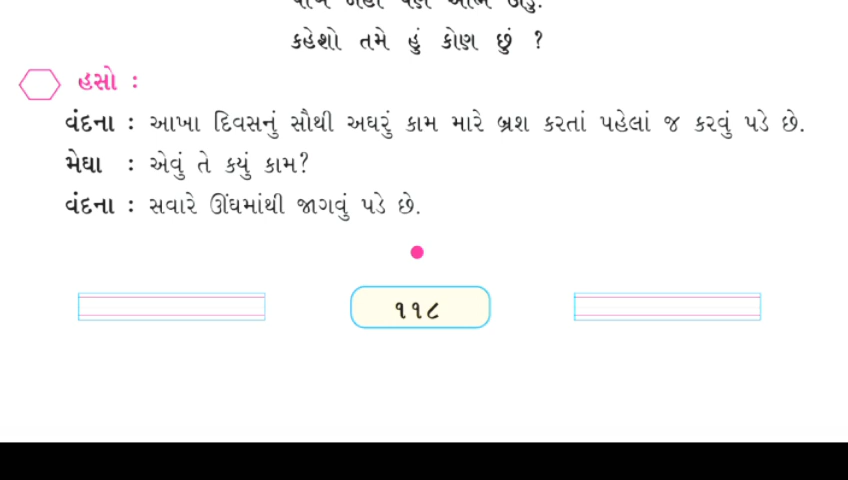 કહેશો તમે હું કોણ છું ?
હસો :
વંદના : આખા દિવસનું સૌથી અઘરું કામ મારે બ્રશ કરતાં પહેલાં જ કરવું પડે છે.
મેઘા : એવું તે કયું કામ?
વંદના : સવારે ઊંઘમાંથી જાગવું પડે છે.
૧૧૮